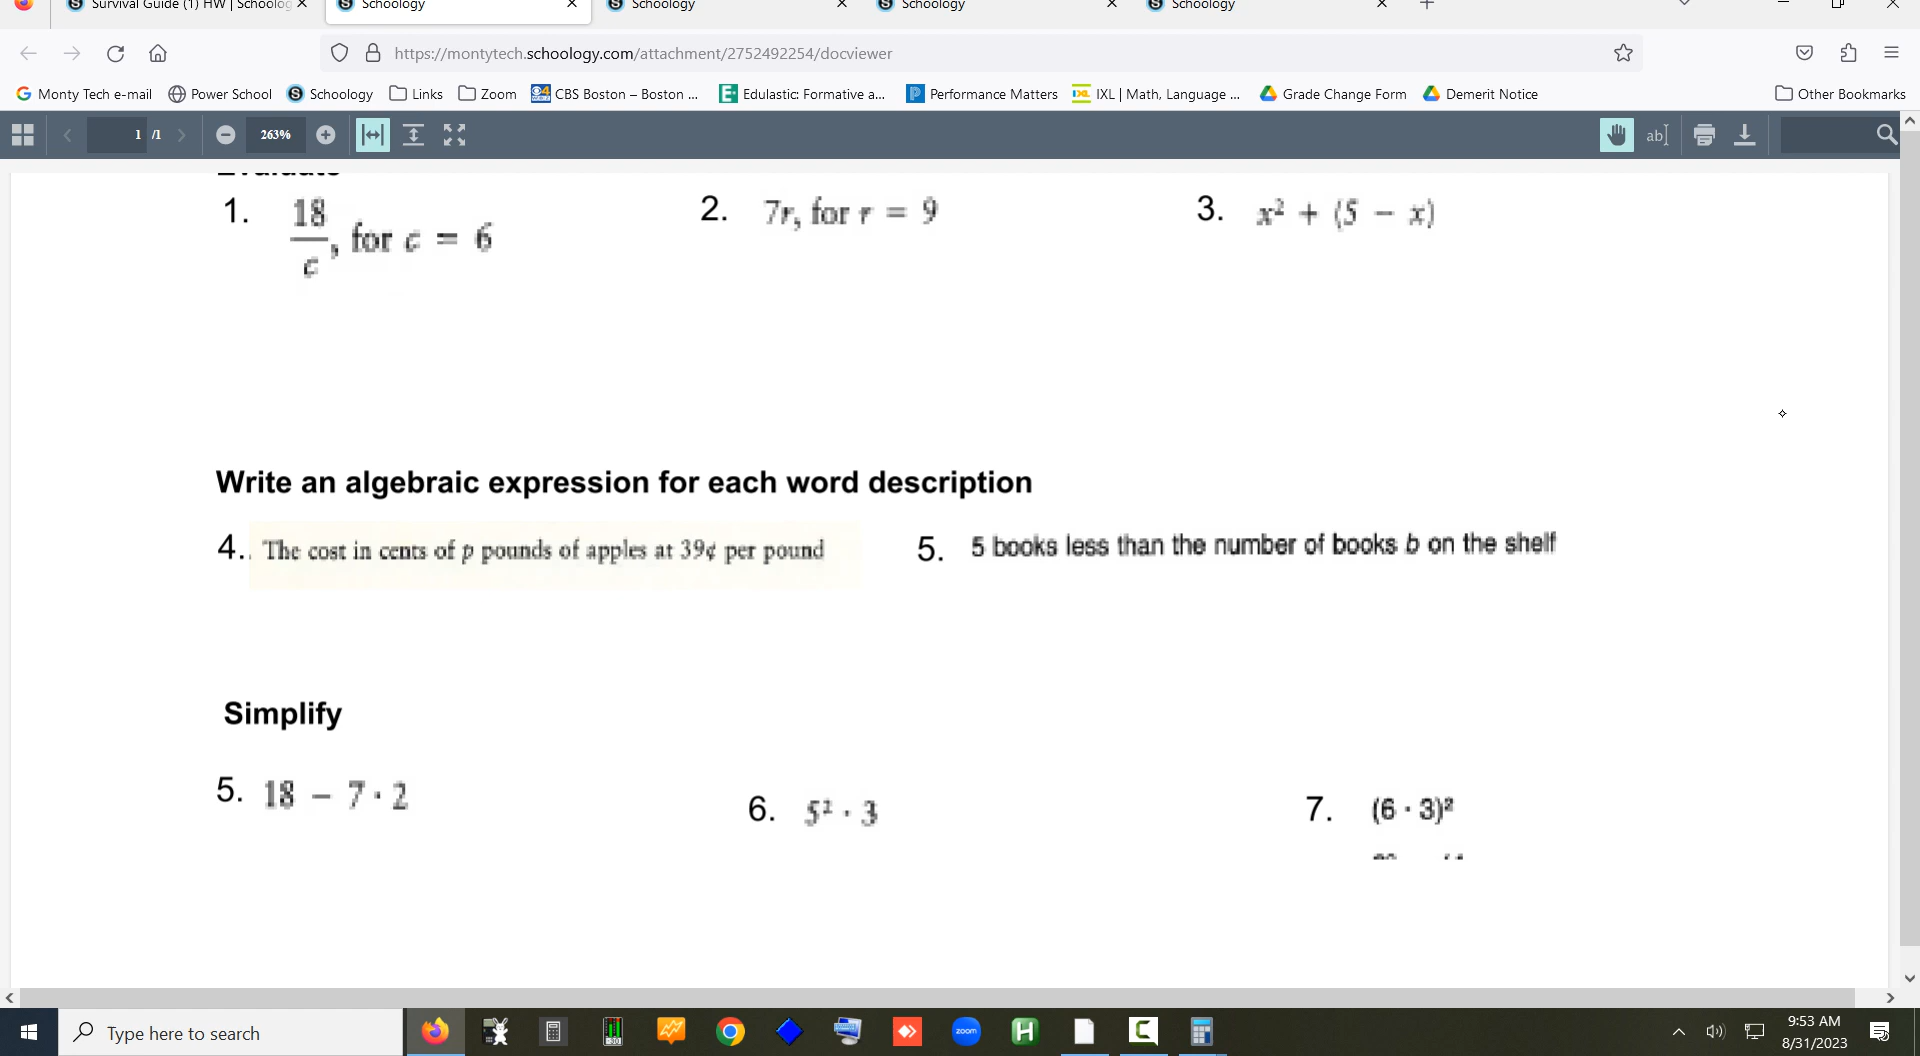 Survival Guide (1) HW | Schoolog
Schoology
Schoology
Schoology
Schoology
https://montytech.schoology.com/attachment/2752492254/docviewer
Monty Tech e-mail Power School Schoology Links Zoom CBS Boston – Boston ... Edulastic: Formative a... Performance Matters IXL | Math, Language ... Grade Change Form Demerit Notice Other Bookmarks
1 /1 263% ab
Evaluate
1. 18/c, for c = 6
2. 7r, for r = 9
3. x² + (5 − x)
Write an algebraic expression for each word description
4.. The cost in cents of p pounds of apples at 39¢ per pound
5. 5 books less than the number of books b on the shelf
Simplify
5. 18 − 7 · 2
6. 5² · 3
7. (6 · 3)²
Type here to search
zoom
9:53 AM
8/31/2023